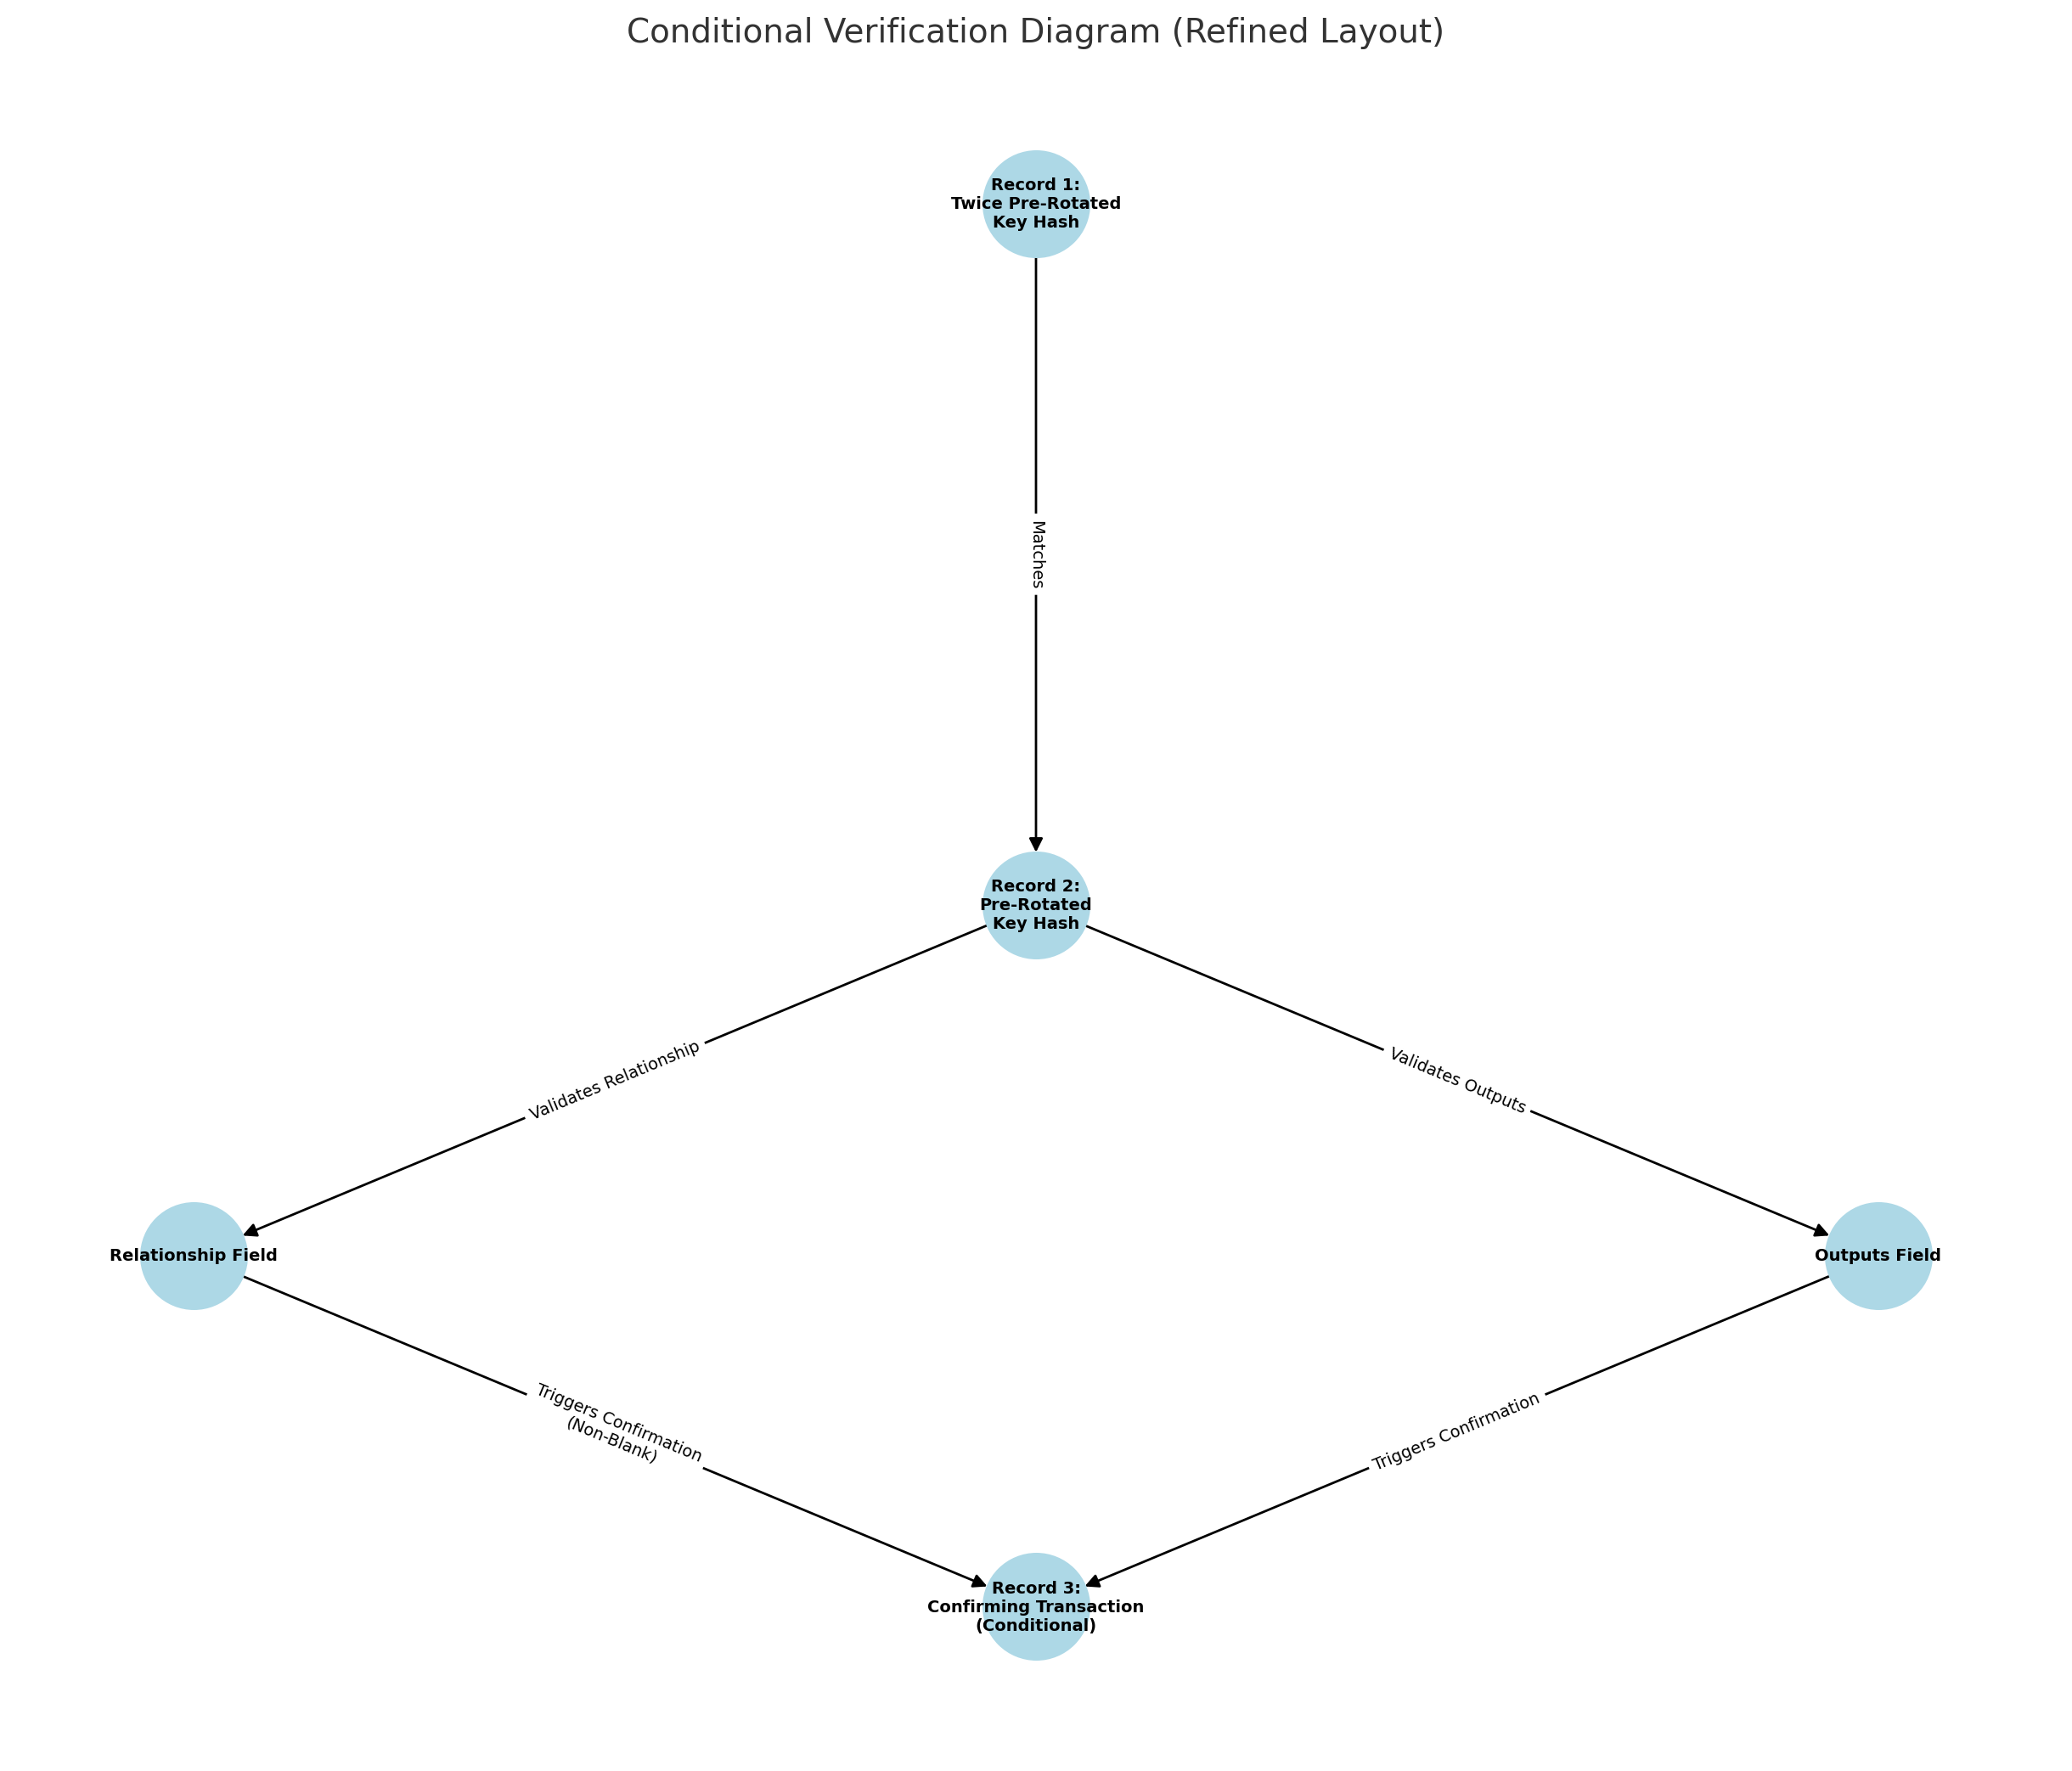 Conditional Verification Diagram (Refined Layout)
Record 1:
Twice Pre-Rotated
Key Hash
Matches
Record 2:
Pre-Rotated
Key Hash
Validates Relationship
Validates Outputs
Relationship Field
Outputs Field
Triggers Confirmation
(Non-Blank)
Triggers Confirmation
Record 3:
Confirming Transaction
(Conditional)